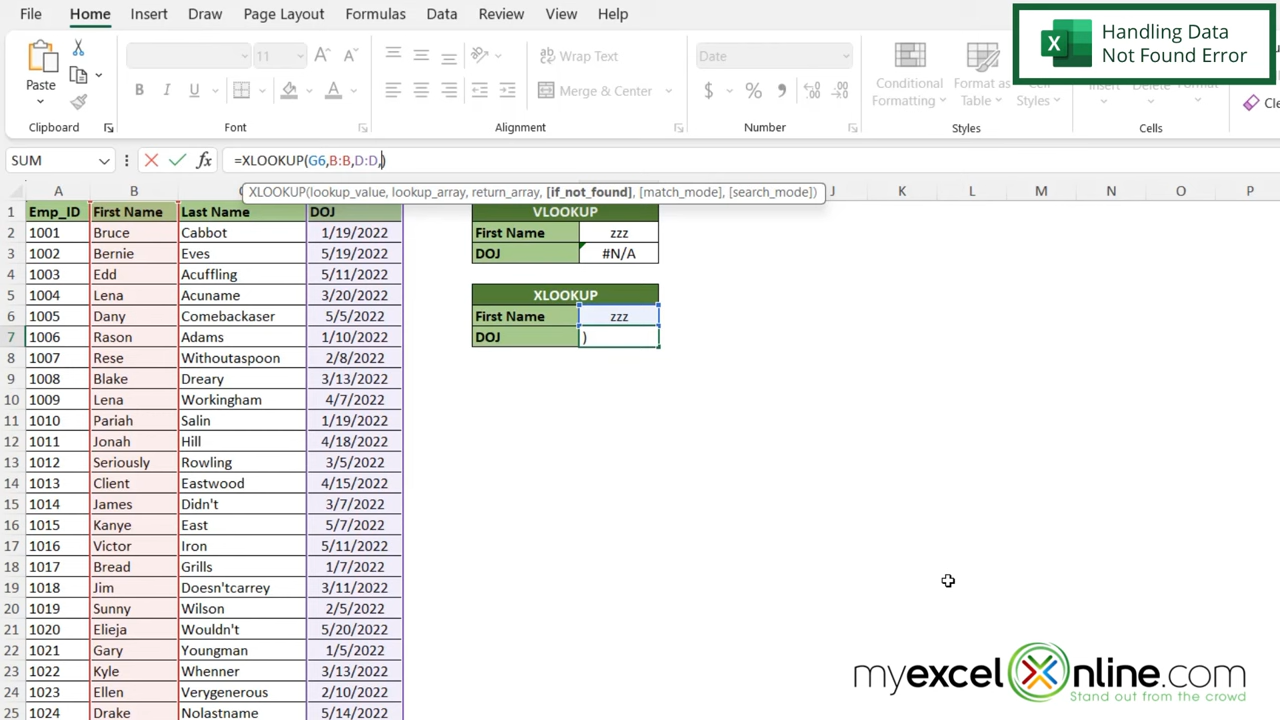 File Home Insert Draw Page Layout Formulas Data Review View Help
Handling Data
Not Found Error
Paste
11
Wrap Text
Merge & Center
B I U A
Date
$ %
Conditional
Formatting
Format as
Table
Styles
Clipboard Font Alignment Number Styles Cells
SUM fx =XLOOKUP(G6,B:B,D:D,)
XLOOKUP(lookup_value, lookup_array, return_array, [if_not_found], [match_mode], [search_mode])
A B J K L M N O P
1 Emp_ID First Name Last Name DOJ VLOOKUP
2 1001 Bruce Cabbot 1/19/2022 First Name zzz
3 1002 Bernie Eves 5/19/2022 DOJ #N/A
4 1003 Edd Acuffling 5/11/2022
5 1004 Lena Acuname 3/20/2022 XLOOKUP
6 1005 Dany Comebackaser 5/5/2022 First Name zzz
7 1006 Rason Adams 1/10/2022 DOJ )
8 1007 Rese Withoutaspoon 2/8/2022
9 1008 Blake Dreary 3/13/2022
10 1009 Lena Workingham 4/7/2022
11 1010 Pariah Salin 1/19/2022
12 1011 Jonah Hill 4/18/2022
13 1012 Seriously Rowling 3/5/2022
14 1013 Client Eastwood 4/15/2022
15 1014 James Didn't 3/7/2022
16 1015 Kanye East 5/7/2022
17 1016 Victor Iron 5/11/2022
18 1017 Bread Grills 1/7/2022
19 1018 Jim Doesn'tcarrey 3/11/2022
20 1019 Sunny Wilson 2/5/2022
21 1020 Elieja Wouldn't 5/20/2022
22 1021 Gary Youngman 1/5/2022
23 1022 Kyle Whenner 3/13/2022
24 1023 Ellen Verygenerous 2/10/2022
25 1024 Drake Nolastname 5/14/2022
myexcelonline.com
Stand out from the crowd